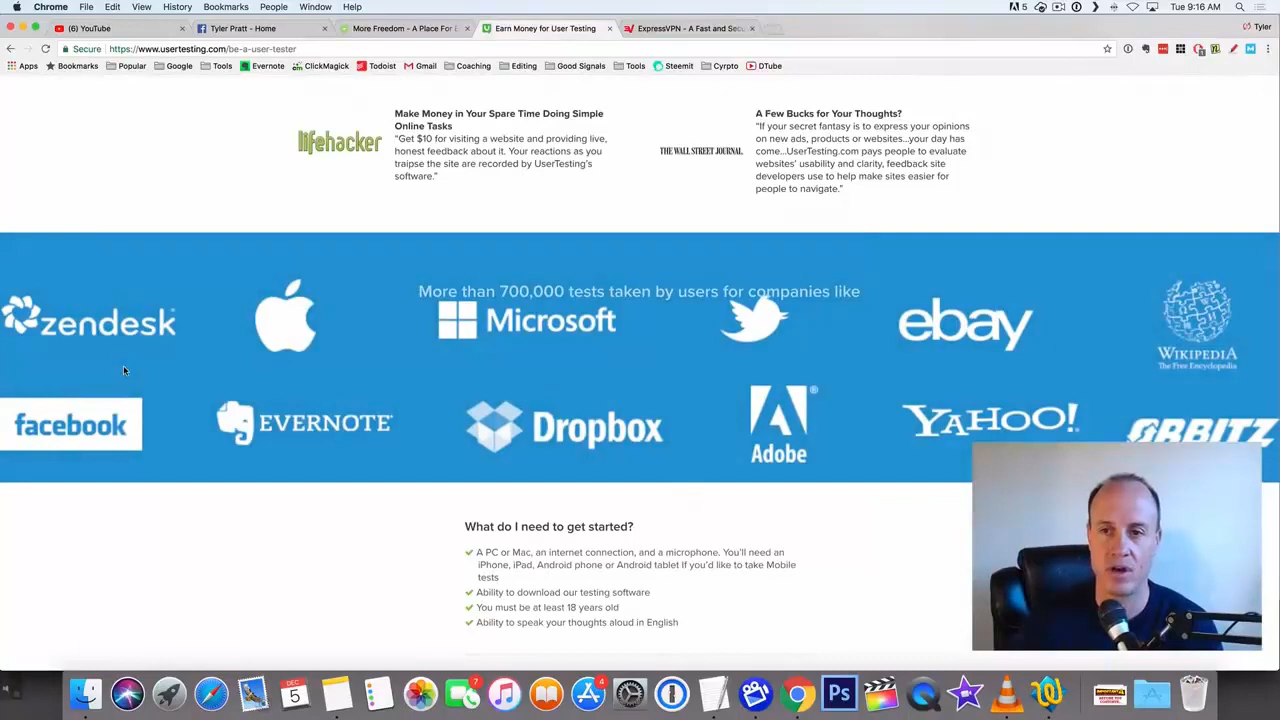 Chrome File Edit View History Bookmarks People Window Help
5 Tue 9:16 AM
(6) YouTube
Tyler Pratt - Home
More Freedom - A Place For E
Earn Money for User Testing
ExpressVPN - A Fast and Secu
Tyler
Secure https://www.usertesting.com/be-a-user-tester
Apps Bookmarks Popular Google Tools Evernote ClickMagick Todoist Gmail Coaching Editing Good Signals Tools Steemit Cyrpto DTube
lifehacker
Make Money in Your Spare Time Doing Simple
Online Tasks
"Get $10 for visiting a website and providing live,
honest feedback about it. Your reactions as you
traipse the site are recorded by UserTesting's
software."
THE WALL STREET JOURNAL
A Few Bucks for Your Thoughts?
"If your secret fantasy is to express your opinions
on new ads, products or websites...your day has
come...UserTesting.com pays people to evaluate
websites' usability and clarity, feedback site
developers use to help make sites easier for
people to navigate."
More than 700,000 tests taken by users for companies like
zendesk
Microsoft
ebay
WIKIPEDIA
The Free Encyclopedia
facebook
EVERNOTE
Dropbox
Adobe
YAHOO!
ORBITZ
What do I need to get started?
A PC or Mac, an internet connection, and a microphone. You'll need an
iPhone, iPad, Android phone or Android tablet if you'd like to take Mobile
tests
Ability to download our testing software
You must be at least 18 years old
Ability to speak your thoughts aloud in English
DEC
5
7
4
Ps